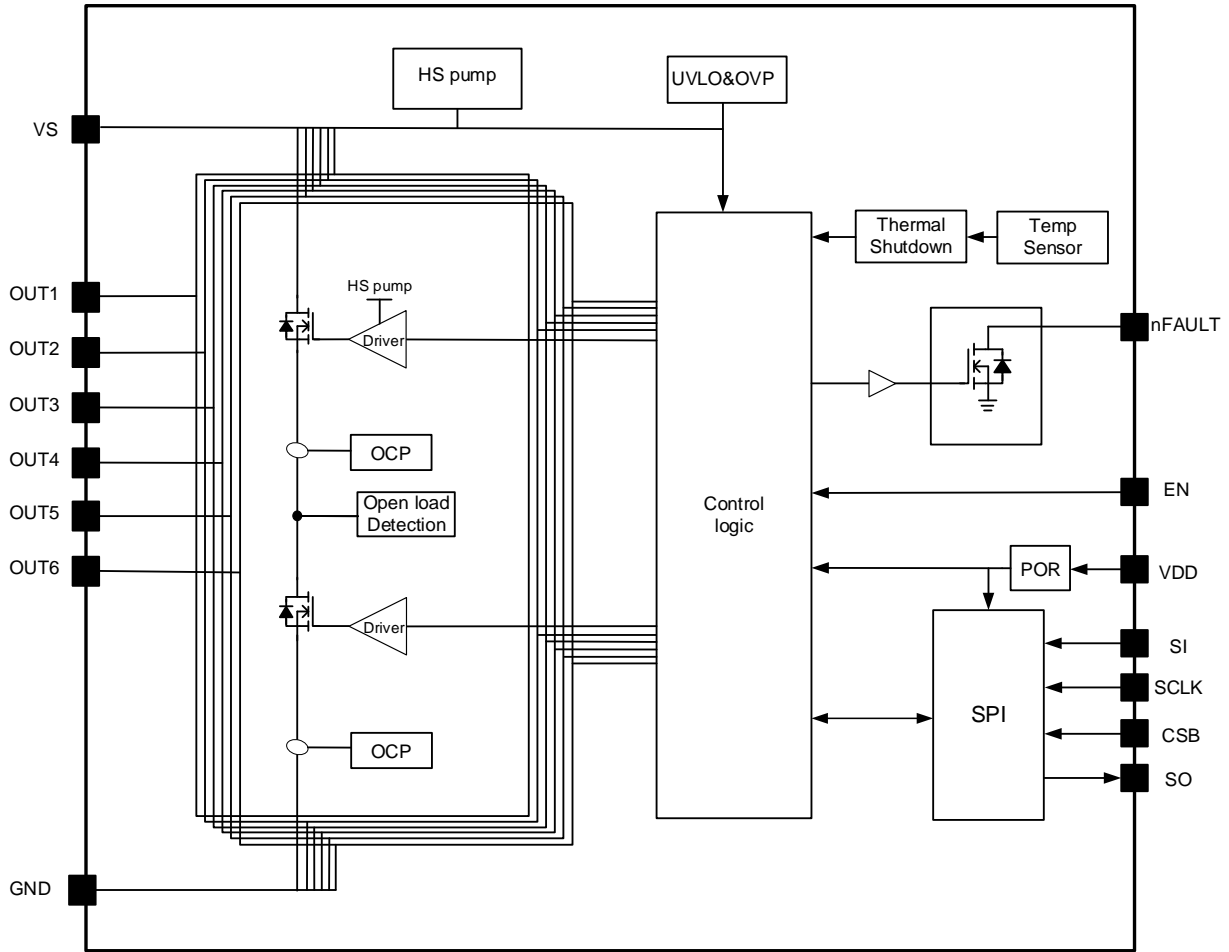 HS pump
UVLO&OVP
VS
Thermal
Shutdown
Temp
Sensor
OUT1
HS pump
Driver
nFAULT
OUT2
OUT3
OCP
OUT4
EN
Open load
Detection
Control
logic
OUT5
OUT6
POR
VDD
Driver
SI
SCLK
SPI
CSB
OCP
SO
GND